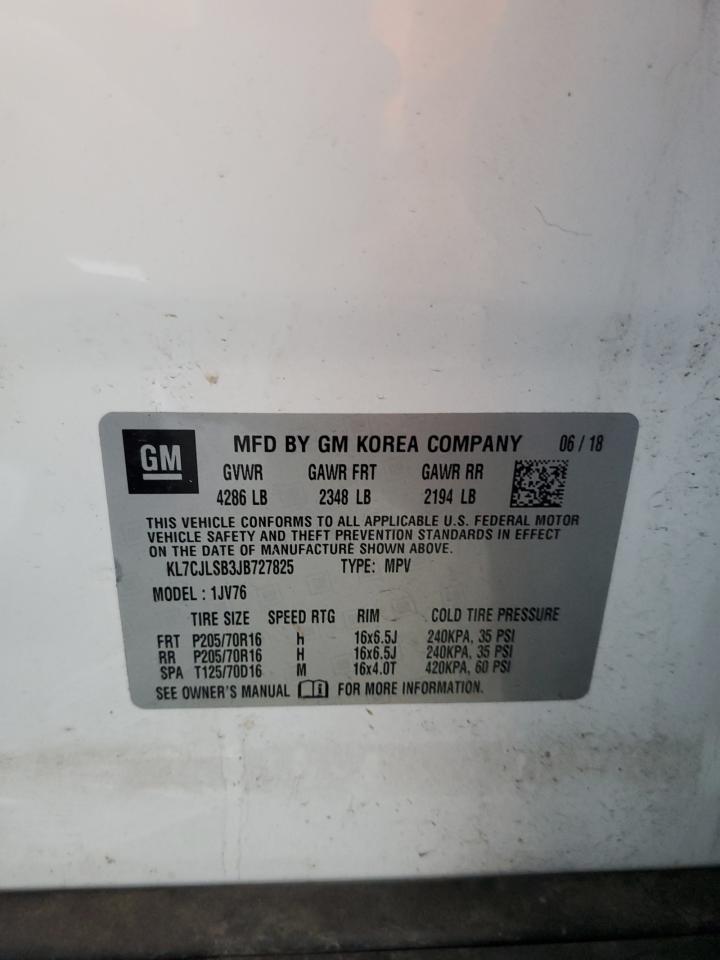 GM MFD BY GM KOREA COMPANY 06 / 18
GVWR GAWR FRT GAWR RR
4286 LB 2348 LB 2194 LB
THIS VEHICLE CONFORMS TO ALL APPLICABLE U.S. FEDERAL MOTOR
VEHICLE SAFETY AND THEFT PREVENTION STANDARDS IN EFFECT
ON THE DATE OF MANUFACTURE SHOWN ABOVE.
KL7CJLSB3JB727825 TYPE: MPV
MODEL : 1JV76
TIRE SIZE SPEED RTG RIM COLD TIRE PRESSURE
FRT P205/70R16 h 16x6.5J 240KPA, 35 PSI
RR P205/70R16 H 16x6.5J 240KPA, 35 PSI
SPA T125/70D16 M 16x4.0T 420KPA, 60 PSI
SEE OWNER'S MANUAL FOR MORE INFORMATION.